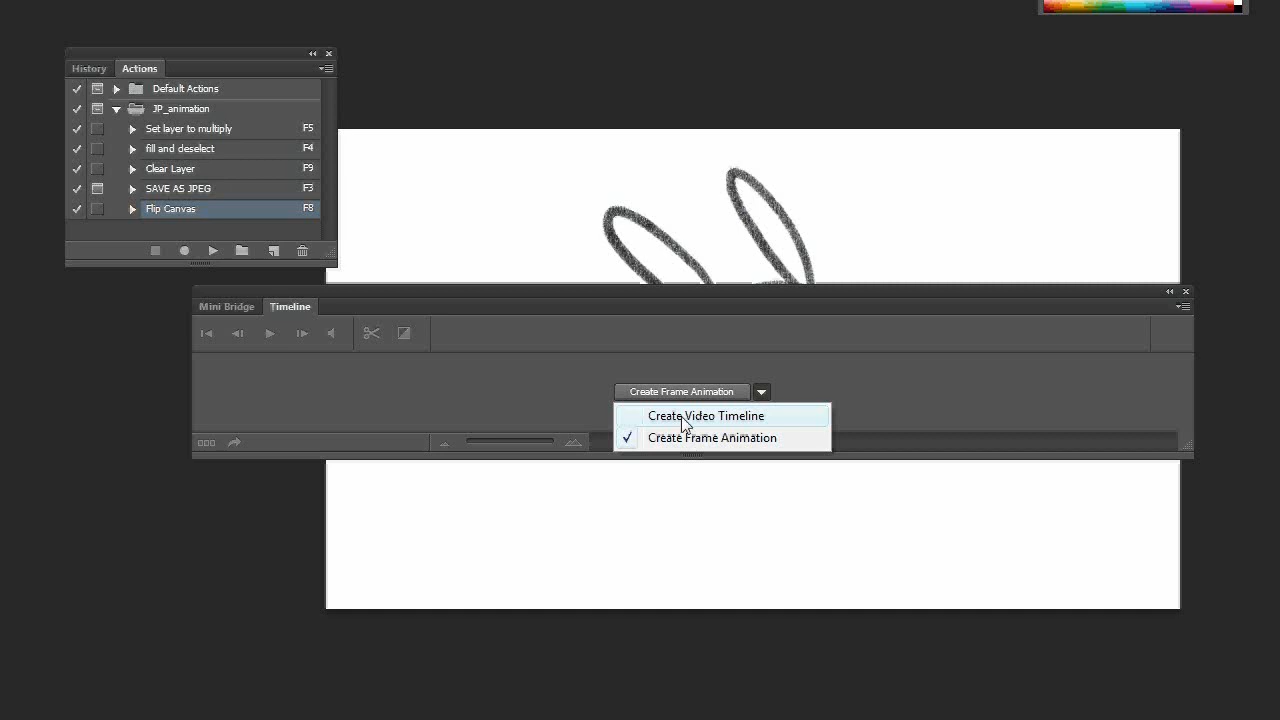 History Actions
Default Actions
JP_animation
Set layer to multiply F5
fill and deselect F4
Clear Layer F9
SAVE AS JPEG F3
Flip Canvas F8
Mini Bridge Timeline
Create Frame Animation
Create Video Timeline
Create Frame Animation